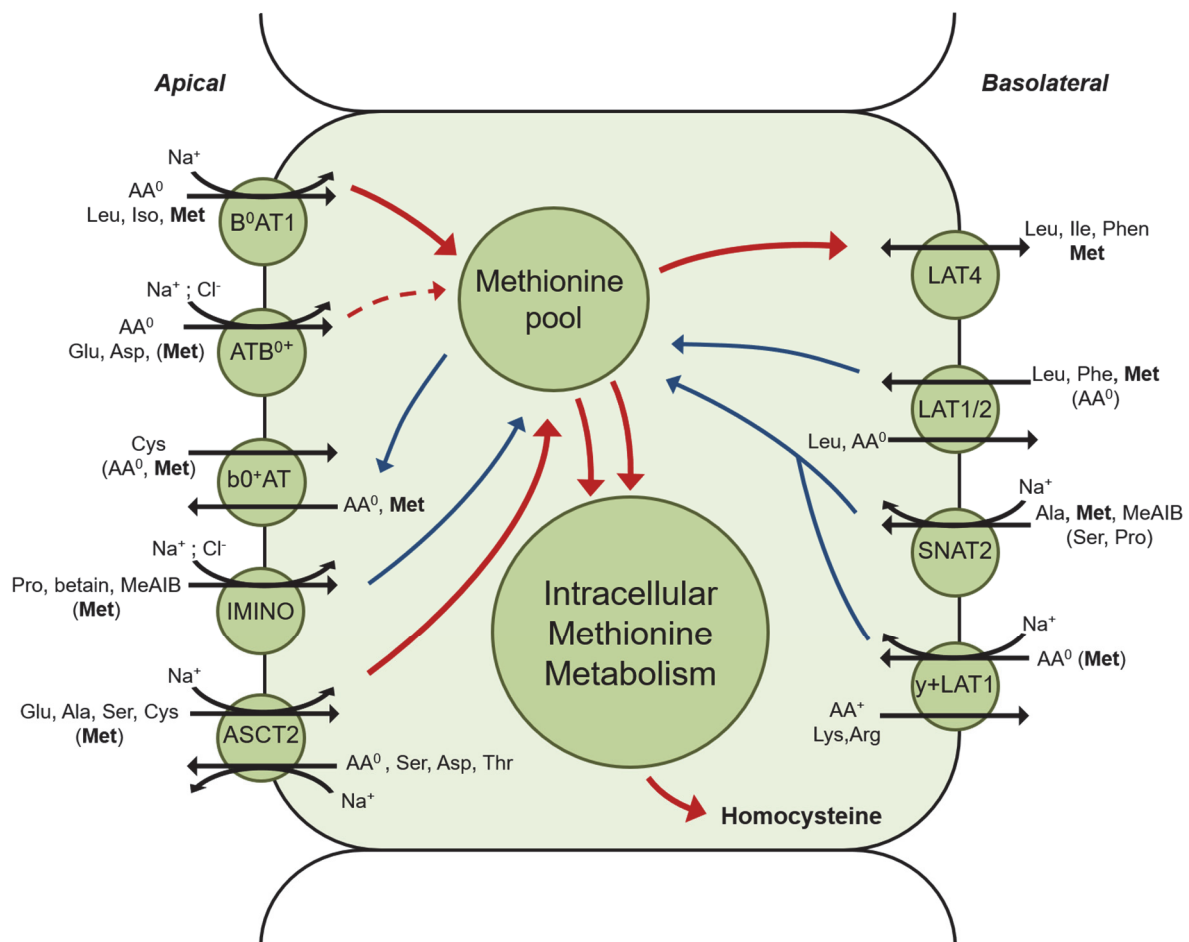 Apical
Basolateral
Na⁺
AA⁰
Leu, Iso, Met
B⁰AT1
Na⁺ ; Cl⁻
AA⁰
Glu, Asp, (Met)
ATB⁰⁺
Cys
(AA⁰, Met)
b0⁺AT
AA⁰, Met
Na⁺ ; Cl⁻
Pro, betain, MeAIB
(Met)
IMINO
Na⁺
Glu, Ala, Ser, Cys
(Met)
ASCT2
AA⁰ , Ser, Asp, Thr
Na⁺
Methionine
pool
Intracellular
Methionine
Metabolism
Homocysteine
Leu, Ile, Phen
Met
LAT4
Leu, Phe, Met
(AA⁰)
LAT1/2
Leu, AA⁰
Na⁺
Ala, Met, MeAIB
(Ser, Pro)
SNAT2
Na⁺
AA⁰ (Met)
y+LAT1
AA⁺
Lys,Arg